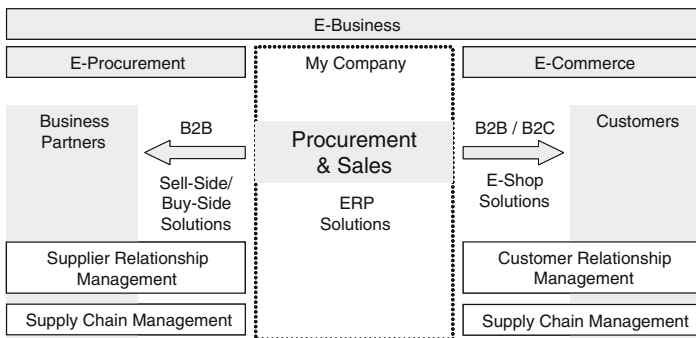 E-Business
E-Procurement
My Company
E-Commerce
Business
Partners
B2B
Sell-Side/
Buy-Side
Solutions
Procurement
& Sales
ERP
Solutions
B2B / B2C
E-Shop
Solutions
Customers
Supplier Relationship
Management
Customer Relationship
Management
Supply Chain Management
Supply Chain Management